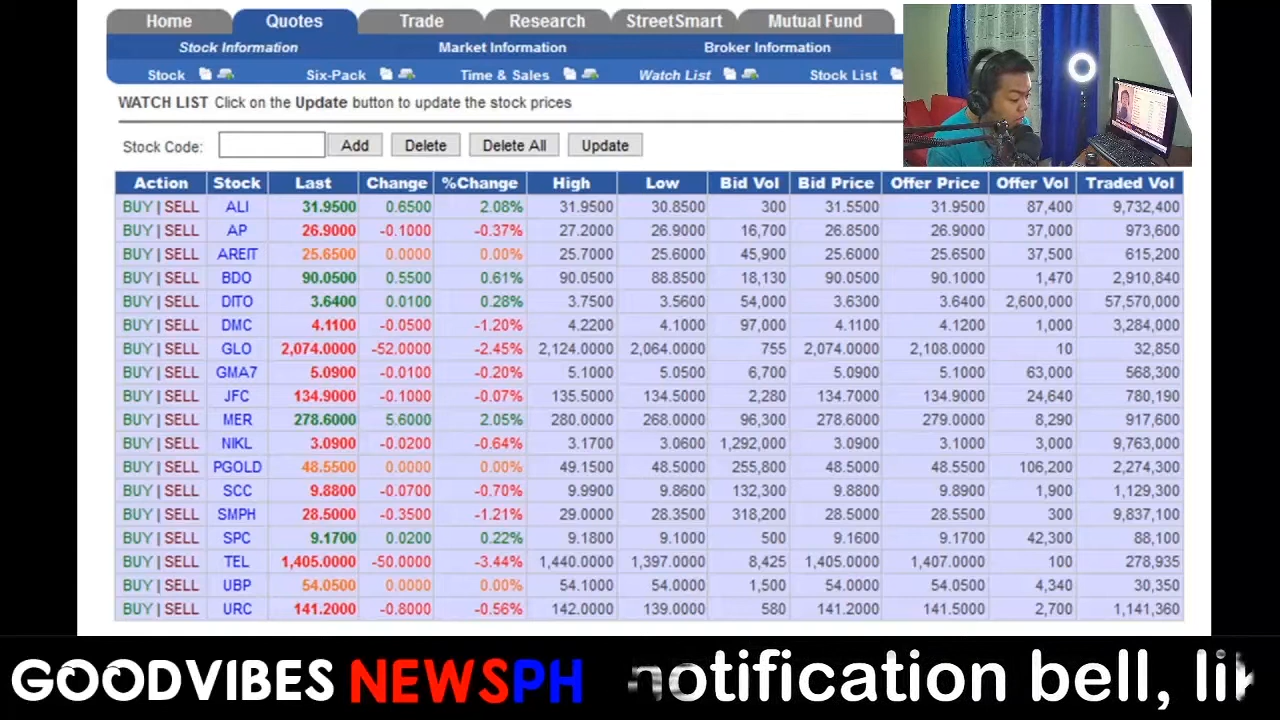 Home Quotes Trade Research StreetSmart Mutual Fund
Stock Information Market Information Broker Information
Stock Six-Pack Time & Sales Watch List Stock List
WATCH LIST Click on the Update button to update the stock prices
Stock Code: Add Delete Delete All Update
Action Stock Last Change %Change High Low Bid Vol Bid Price Offer Price Offer Vol Traded Vol
BUY | SELL ALI 31.9500 0.6500 2.08% 31.9500 30.8500 300 31.5500 31.9500 87,400 9,732,400
BUY | SELL AP 26.9000 -0.1000 -0.37% 27.2000 26.9000 16,700 26.8500 26.9000 37,000 973,600
BUY | SELL AREIT 25.6500 0.0000 0.00% 25.7000 25.6000 45,900 25.6000 25.6500 37,500 615,200
BUY | SELL BDO 90.0500 0.5500 0.61% 90.0500 88.8500 18,130 90.0500 90.1000 1,470 2,910,840
BUY | SELL DITO 3.6400 0.0100 0.28% 3.7500 3.5600 54,000 3.6300 3.6400 2,600,000 57,570,000
BUY | SELL DMC 4.1100 -0.0500 -1.20% 4.2200 4.1000 97,000 4.1100 4.1200 1,000 3,284,000
BUY | SELL GLO 2,074.0000 -52.0000 -2.45% 2,124.0000 2,064.0000 755 2,074.0000 2,108.0000 10 32,850
BUY | SELL GMA7 5.0900 -0.0100 -0.20% 5.1000 5.0500 6,700 5.0900 5.1000 63,000 568,300
BUY | SELL JFC 134.9000 -0.1000 -0.07% 135.5000 134.5000 2,280 134.7000 134.9000 24,640 780,190
BUY | SELL MER 278.6000 5.6000 2.05% 280.0000 268.0000 96,300 278.6000 279.0000 8,290 917,600
BUY | SELL NIKL 3.0900 -0.0200 -0.64% 3.1700 3.0600 1,292,000 3.0900 3.1000 3,000 9,763,000
BUY | SELL PGOLD 48.5500 0.0000 0.00% 49.1500 48.5000 255,800 48.5000 48.5500 106,200 2,274,300
BUY | SELL SCC 9.8800 -0.0700 -0.70% 9.9900 9.8600 132,300 9.8800 9.8900 1,900 1,129,300
BUY | SELL SMPH 28.5000 -0.3500 -1.21% 29.0000 28.3500 318,200 28.5000 28.5500 300 9,837,100
BUY | SELL SPC 9.1700 0.0200 0.22% 9.1800 9.1000 500 9.1600 9.1700 42,300 88,100
BUY | SELL TEL 1,405.0000 -50.0000 -3.44% 1,440.0000 1,397.0000 8,425 1,405.0000 1,407.0000 100 278,935
BUY | SELL UBP 54.0500 0.0000 0.00% 54.1000 54.0000 1,500 54.0000 54.0500 4,340 30,350
BUY | SELL URC 141.2000 -0.8000 -0.56% 142.0000 139.0000 580 141.2000 141.5000 2,700 1,141,360
GOODVIBES NEWSPH notification bell, lik